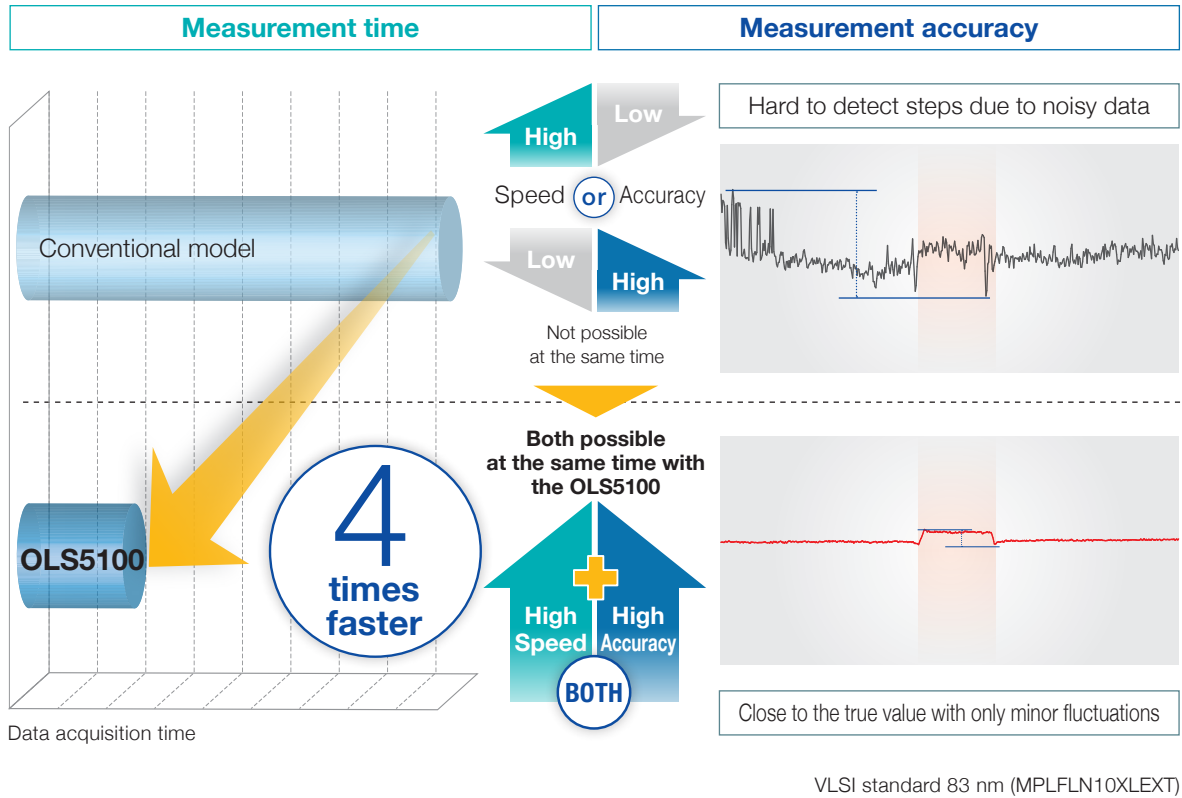 Measurement time
Measurement accuracy
Conventional model
OLS5100
4
times
faster
Data acquisition time
High
Low
Speed or Accuracy
Low
High
Not possible
at the same time
Both possible
at the same time with
the OLS5100
High
Speed
High
Accuracy
BOTH
Hard to detect steps due to noisy data
Close to the true value with only minor fluctuations
VLSI standard 83 nm (MPLFLN10XLEXT)